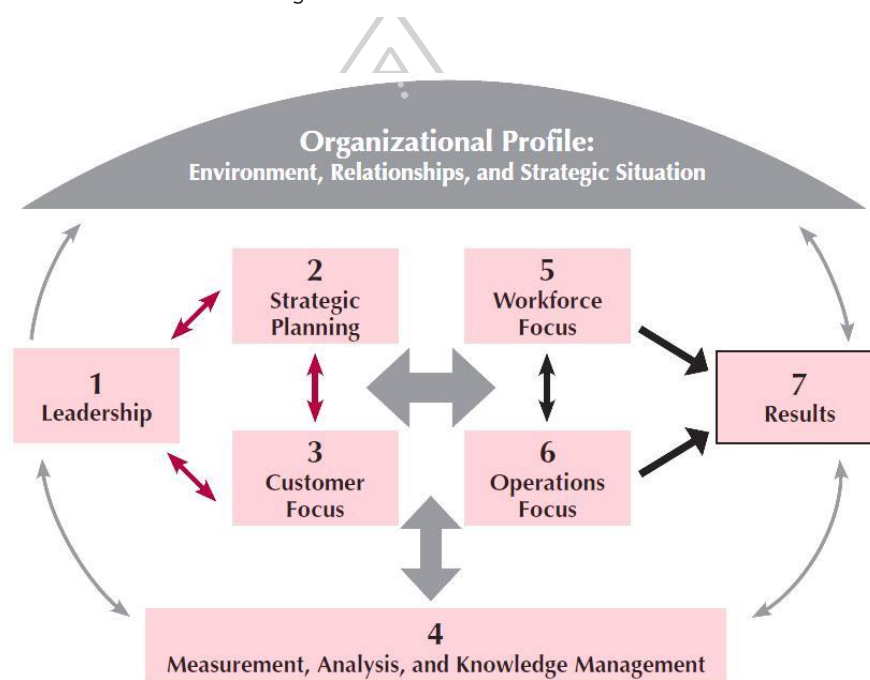 Organizational Profile:
Environment, Relationships, and Strategic Situation
2
Strategic
Planning
5
Workforce
Focus
1
Leadership
7
Results
3
Customer
Focus
6
Operations
Focus
4
Measurement, Analysis, and Knowledge Management